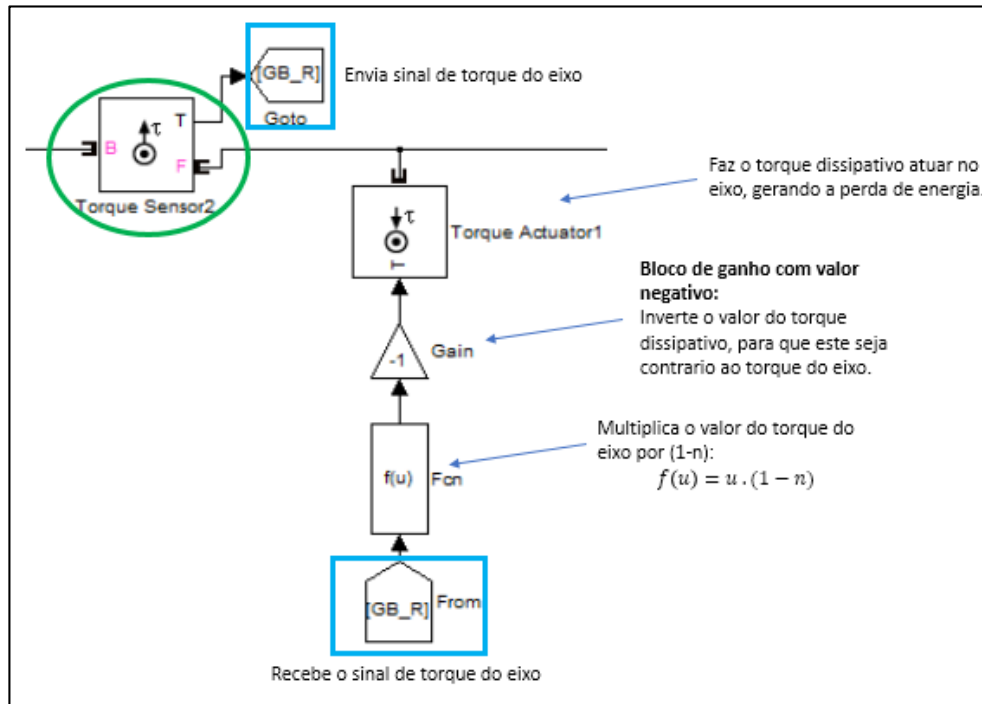 [GB_R]
Envia sinal de torque do eixo
Goto
T
τ
B
F
Torque Sensor2
Faz o torque dissipativo atuar no
eixo, gerando a perda de energia.
τ
Torque Actuator1
T
Bloco de ganho com valor
negativo:
Inverte o valor do torque
dissipativo, para que este seja
contrario ao torque do eixo.
-1
Gain
Multiplica o valor do torque do
eixo por (1-n):
f(u) = u . (1 − n)
f(u)
Fcn
[GB_R]
From
Recebe o sinal de torque do eixo